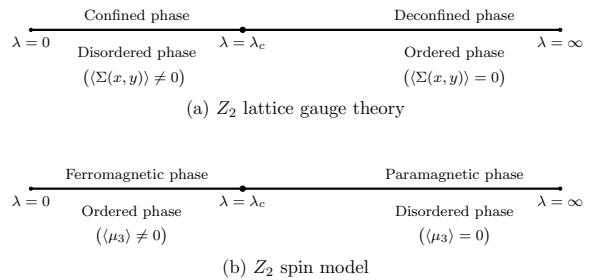 Confined phase Deconfined phase
λ = 0 λ = λc λ = ∞
Disordered phase Ordered phase
(⟨Σ(x, y)⟩ ≠ 0) (⟨Σ(x, y)⟩ = 0)
(a) Z2 lattice gauge theory
Ferromagnetic phase Paramagnetic phase
λ = 0 λ = λc λ = ∞
Ordered phase Disordered phase
(⟨μ3⟩ ≠ 0) (⟨μ3⟩ = 0)
(b) Z2 spin model